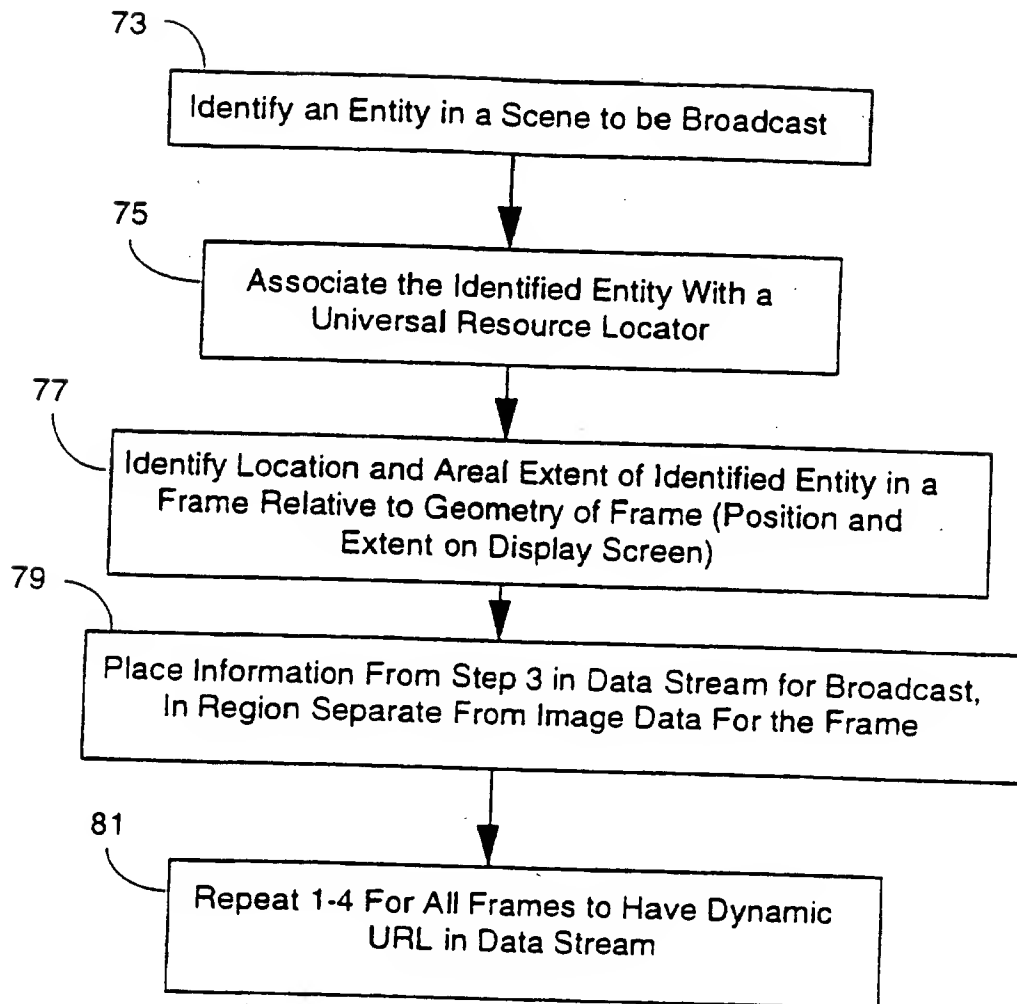 73
Identify an Entity in a Scene to be Broadcast
75
Associate the Identified Entity With a
Universal Resource Locator
77
Identify Location and Areal Extent of Identified Entity in a
Frame Relative to Geometry of Frame (Position and
Extent on Display Screen)
79
Place Information From Step 3 in Data Stream for Broadcast,
In Region Separate From Image Data For the Frame
81
Repeat 1-4 For All Frames to Have Dynamic
URL in Data Stream